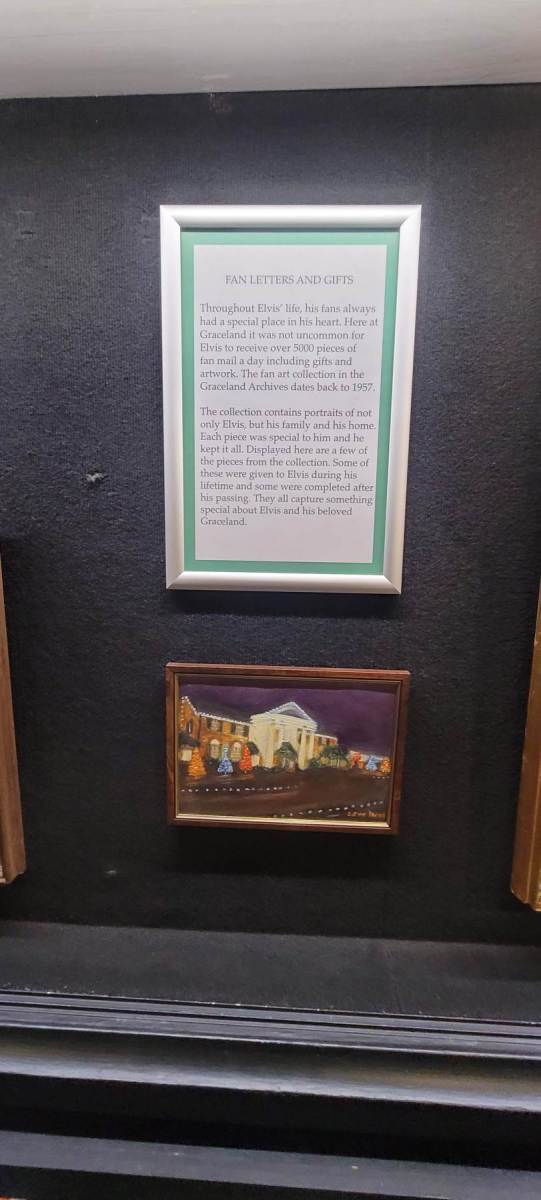 FAN LETTERS AND GIFTS
Throughout Elvis' life, his fans always
had a special place in his heart. Here at
Graceland it was not uncommon for
Elvis to receive over 5000 pieces of
fan mail a day including gifts and
artwork. The fan art collection in the
Graceland Archives dates back to 1957.
The collection contains portraits of not
only Elvis, but his family and his home.
Each piece was special to him and he
kept it all. Displayed here are a few of
the pieces from the collection. Some of
these were given to Elvis during his
lifetime and some were completed after
his passing. They all capture something
special about Elvis and his beloved
Graceland.